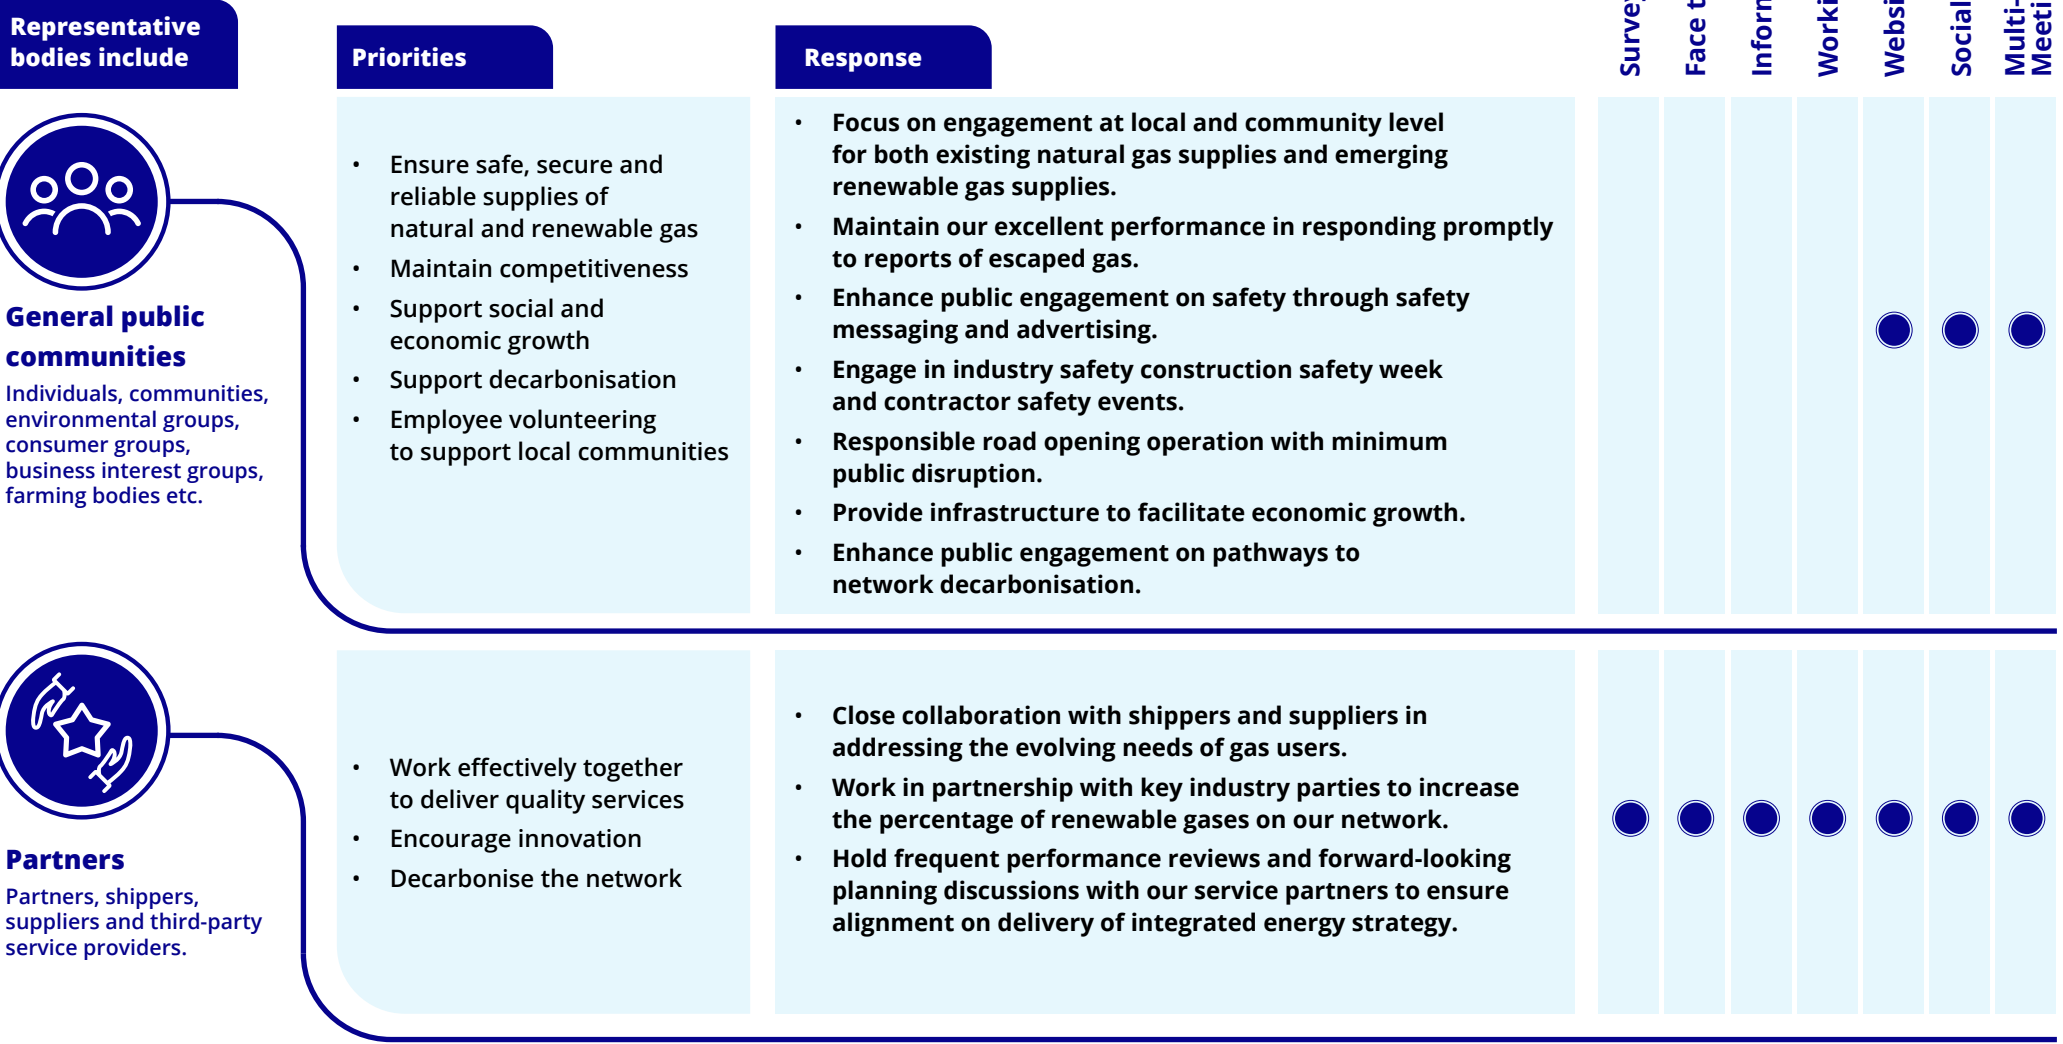 Representative
bodies include
Priorities
Response
Social
General public
communities
Individuals, communities,
environmental groups,
consumer groups,
business interest groups,
farming bodies etc.
• Ensure safe, secure and
reliable supplies of
natural and renewable gas
• Maintain competitiveness
• Support social and
economic growth
• Support decarbonisation
• Employee volunteering
to support local communities
• Focus on engagement at local and community level
for both existing natural gas supplies and emerging
renewable gas supplies.
• Maintain our excellent performance in responding promptly
to reports of escaped gas.
• Enhance public engagement on safety through safety
messaging and advertising.
• Engage in industry safety construction safety week
and contractor safety events.
• Responsible road opening operation with minimum
public disruption.
• Provide infrastructure to facilitate economic growth.
• Enhance public engagement on pathways to
network decarbonisation.
Partners
Partners, shippers,
suppliers and third-party
service providers.
• Work effectively together
to deliver quality services
• Encourage innovation
• Decarbonise the network
• Close collaboration with shippers and suppliers in
addressing the evolving needs of gas users.
• Work in partnership with key industry parties to increase
the percentage of renewable gases on our network.
• Hold frequent performance reviews and forward-looking
planning discussions with our service partners to ensure
alignment on delivery of integrated energy strategy.